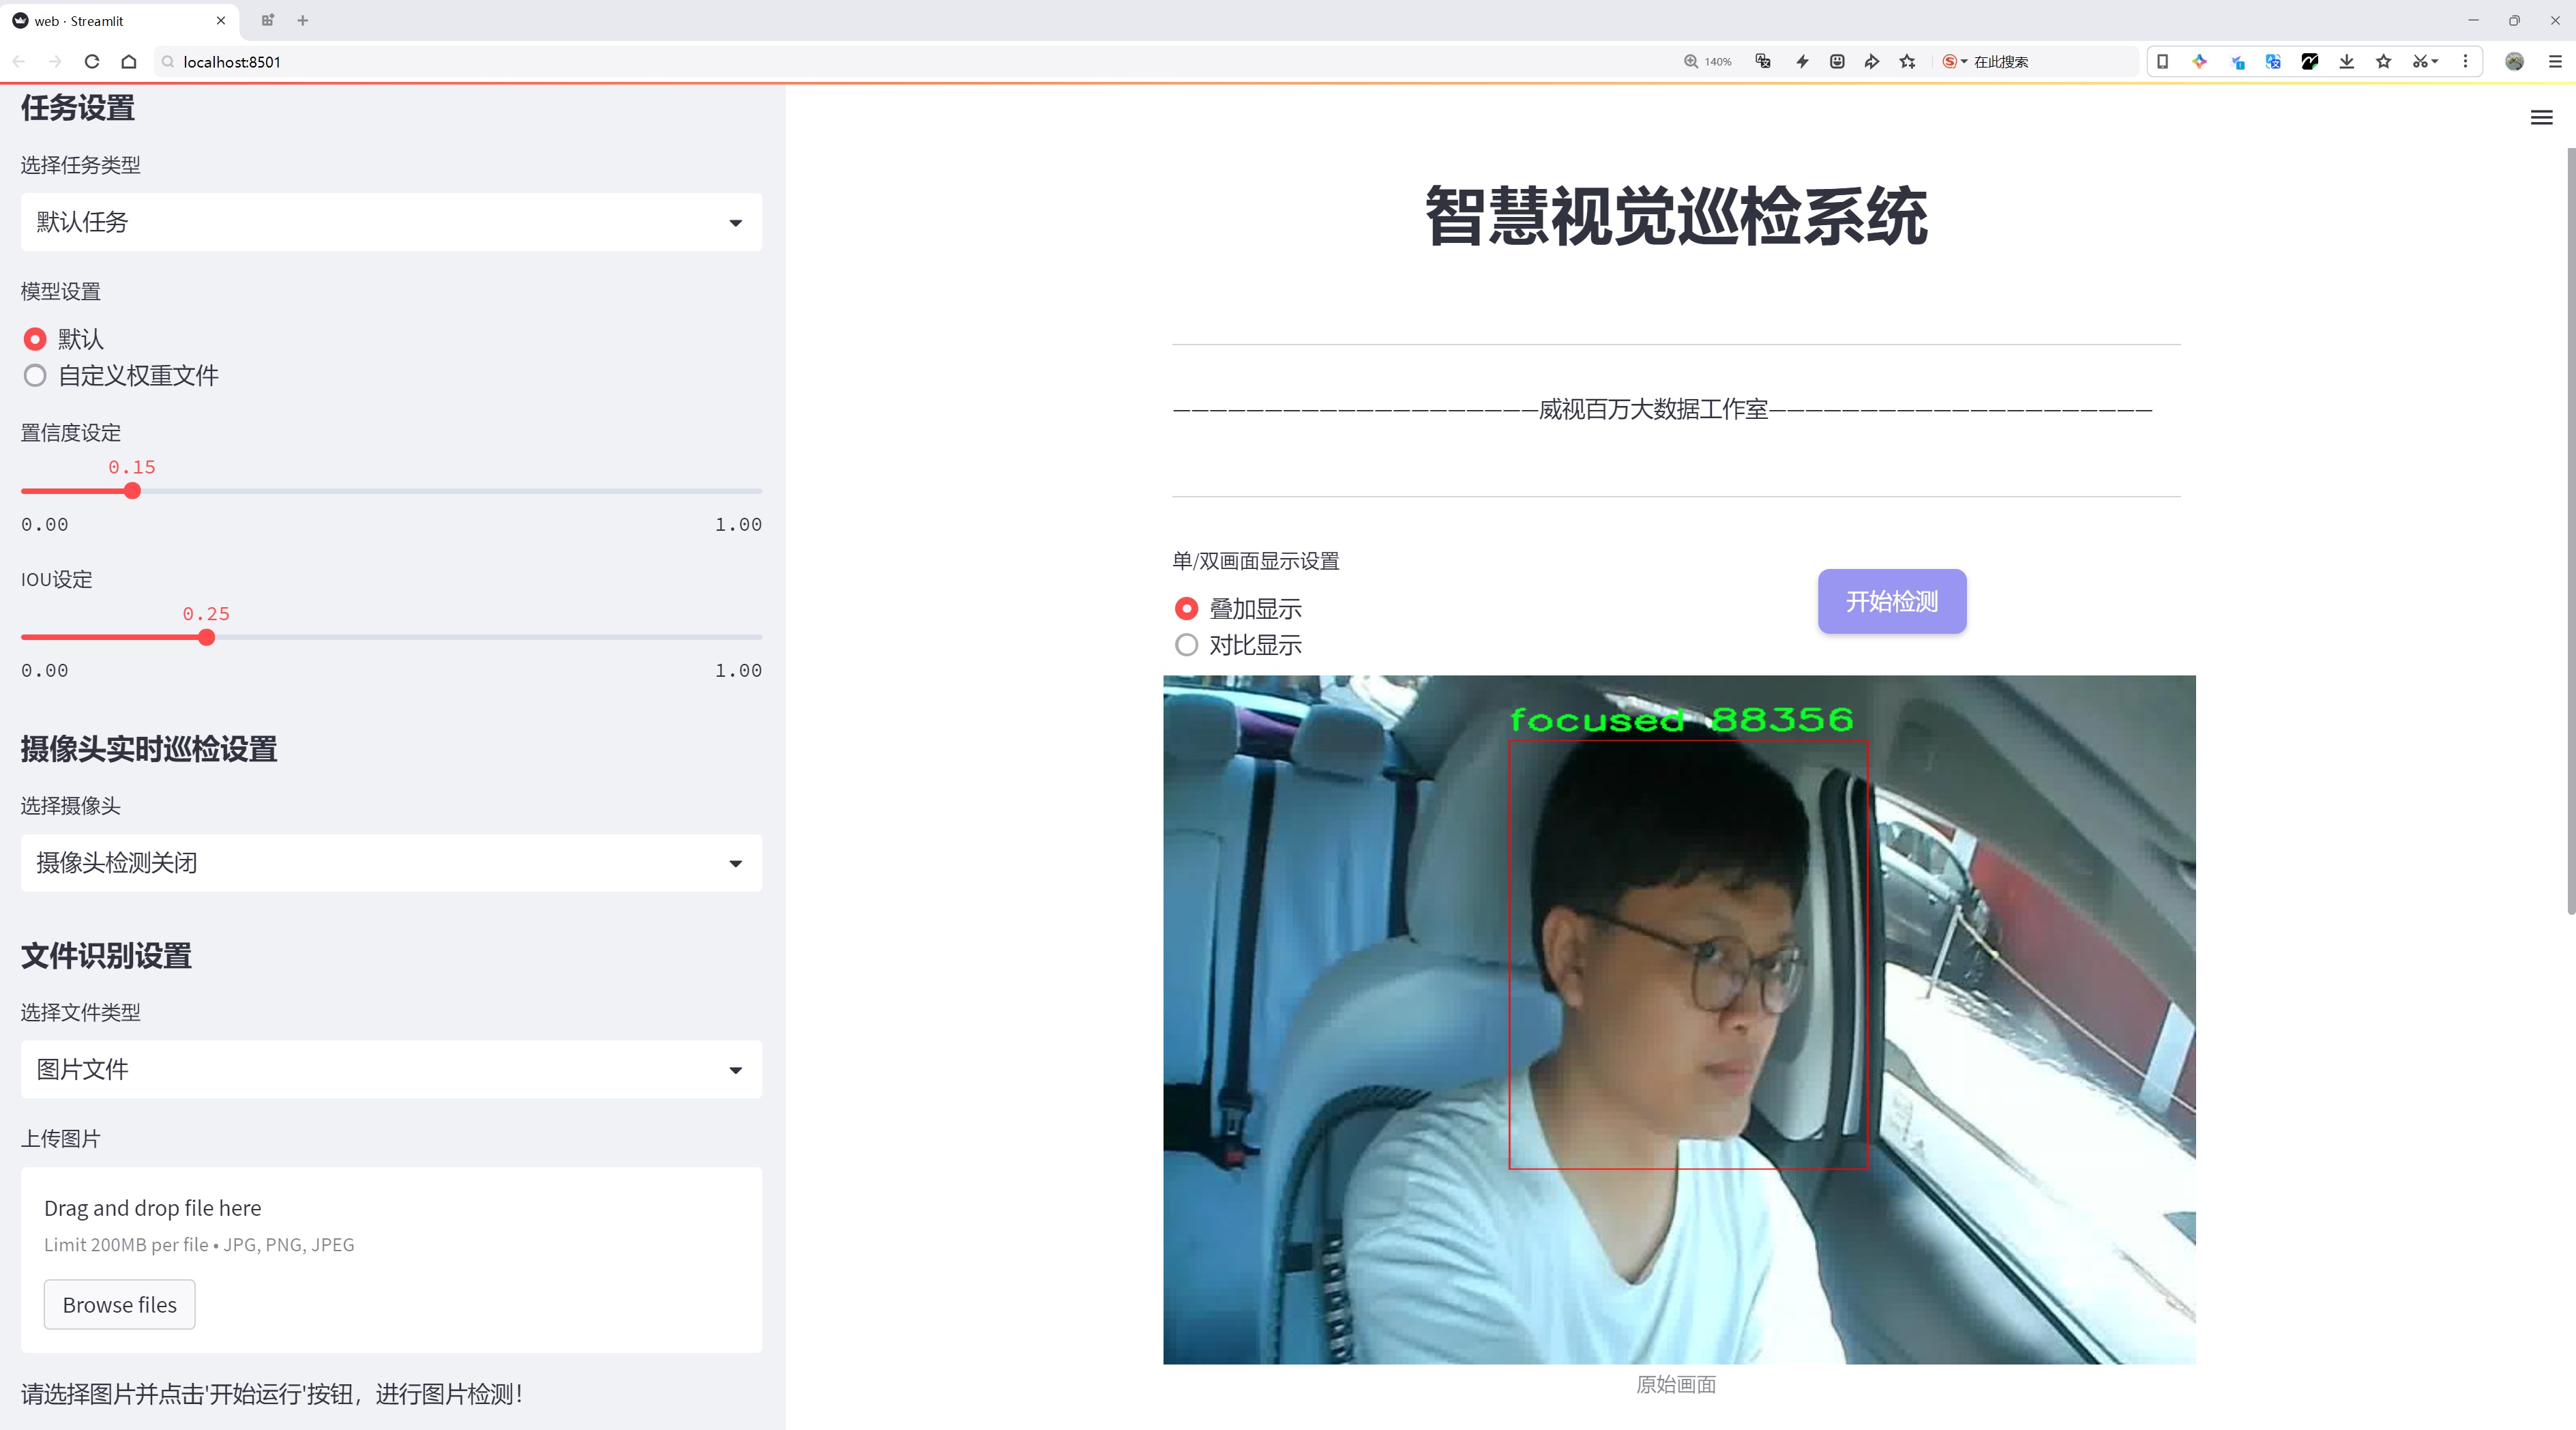 web · Streamlit
localhost:8501
140%
在此搜索
任务设置
选择任务类型
默认任务
模型设置
默认
自定义权重文件
置信度设定
0.15
0.00
1.00
IOU设定
0.25
0.00
1.00
摄像头实时巡检设置
选择摄像头
摄像头检测关闭
文件识别设置
选择文件类型
图片文件
上传图片
Drag and drop file here
Limit 200MB per file • JPG, PNG, JPEG
Browse files
请选择图片并点击'开始运行'按钮，进行图片检测！
智慧视觉巡检系统
————————————————————威视百万大数据工作室—————————————————————
单/双画面显示设置
叠加显示
对比显示
开始检测
focused 88356
原始画面